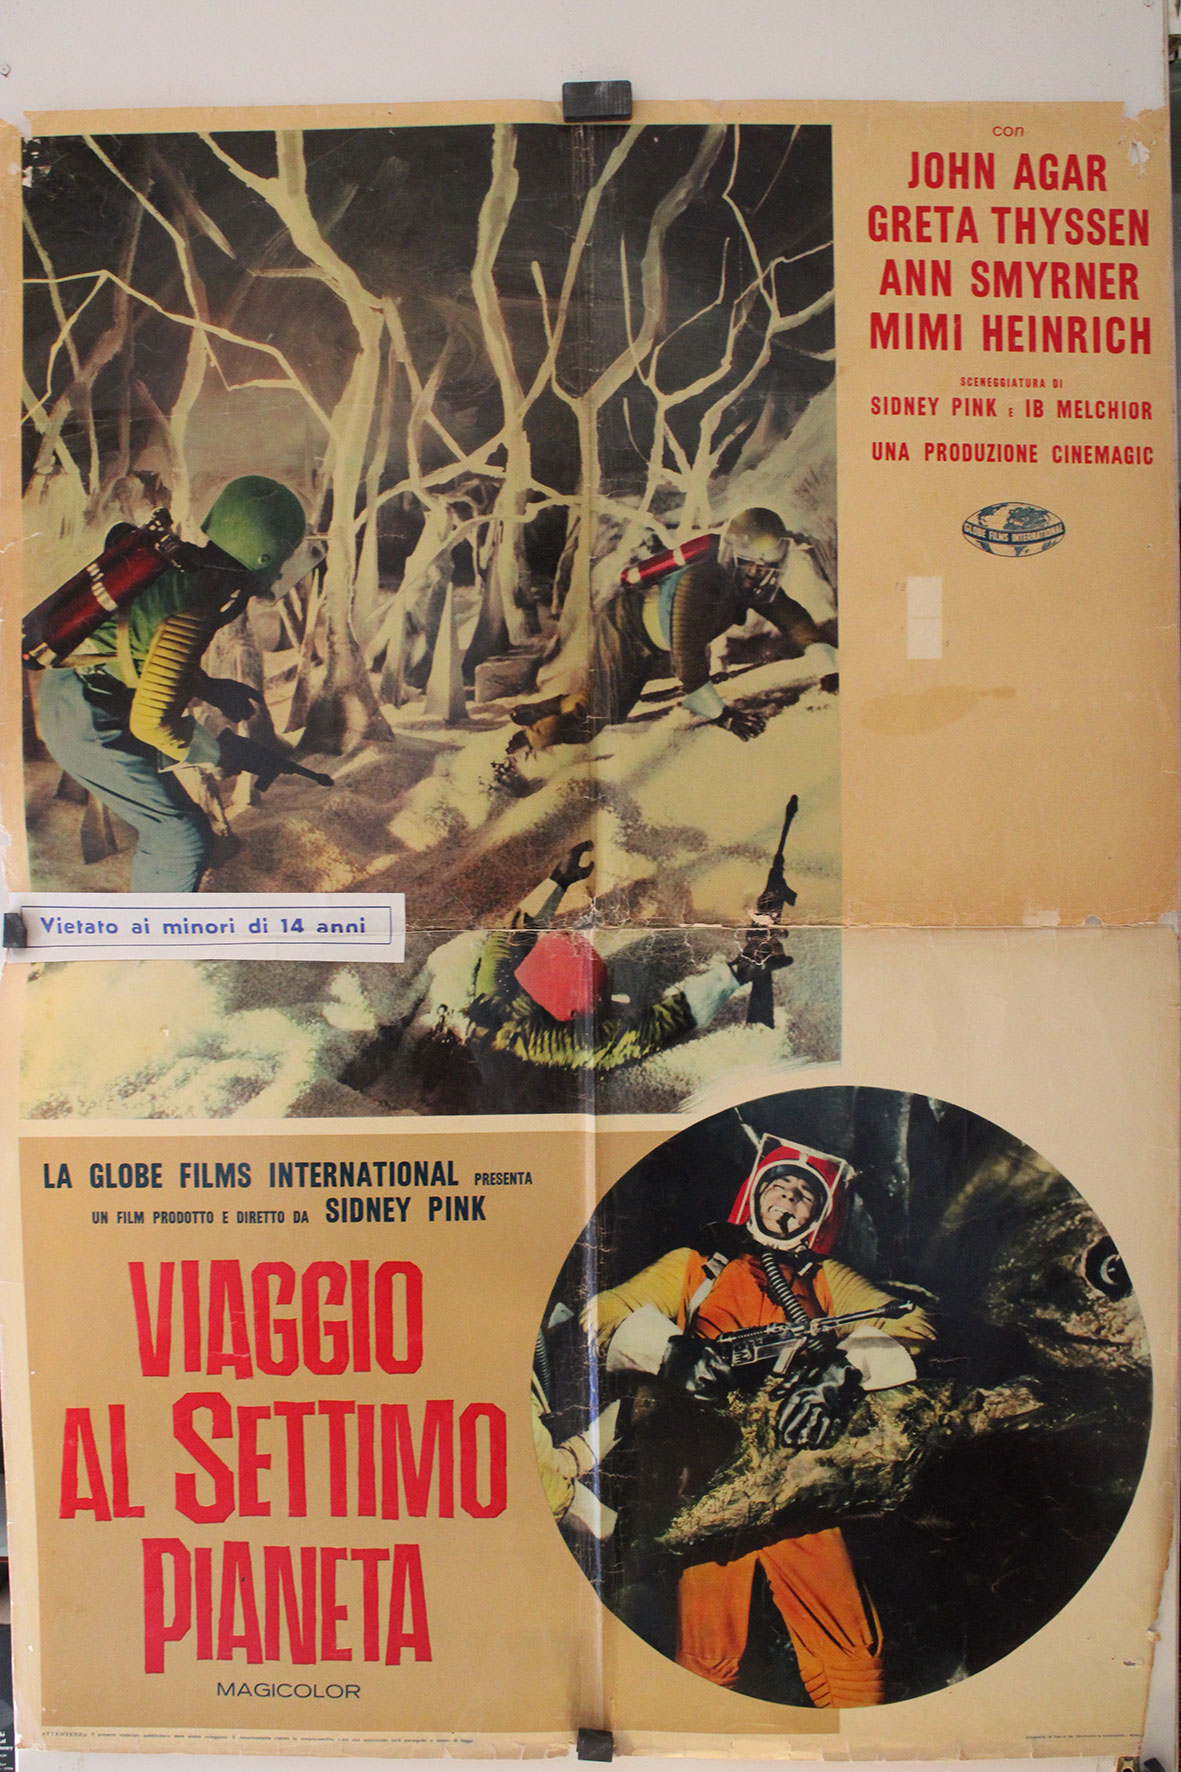 con
JOHN AGAR
GRETA THYSSEN
ANN SMYRNER
MIMI HEINRICH
SCENEGGIATURA DI
SIDNEY PINK E IB MELCHIOR
UNA PRODUZIONE CINEMAGIC
GLOBE FILMS INTERNATIONAL
Vietato ai minori di 14 anni
LA GLOBE FILMS INTERNATIONAL PRESENTA
UN FILM PRODOTTO E DIRETTO DA SIDNEY PINK
VIAGGIO
AL SETTIMO
PIANETA
MAGICOLOR